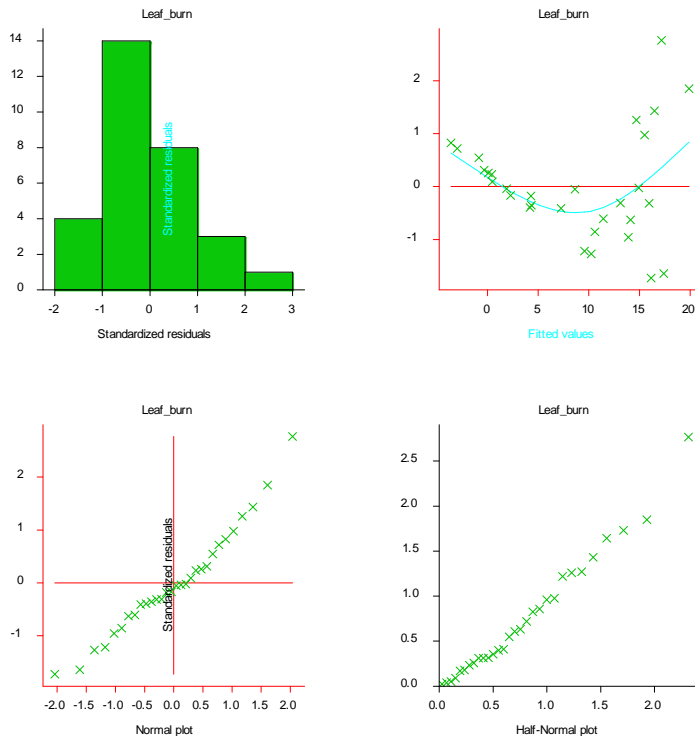 Leaf_burn
14
12
10
8
6
4
2
0
Standardized residuals
-2 -1 0 1 2 3
Standardized residuals
Leaf_burn
2
1
0
-1
0 5 10 15 20
Fitted values
Leaf_burn
2
1
0
-1
Standardized residuals
-2.0 -1.5 -1.0 -0.5 0.0 0.5 1.0 1.5 2.0
Normal plot
Leaf_burn
2.5
2.0
1.5
1.0
0.5
0.0
0.0 0.5 1.0 1.5 2.0
Half-Normal plot